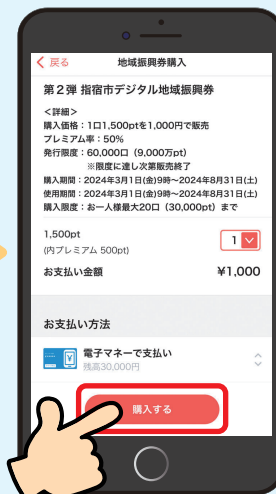 戻る 地域振興券購入
第2弾 指宿市デジタル地域振興券
＜詳細＞
購入価格：1口1,500ptを1,000円で販売
プレミアム率：50%
発行限度：60,000口（9,000万pt）
※限度に達し次第販売終了
購入期間：2024年3月1日(金)9時〜2024年8月31日(土)
使用期間：2024年3月1日(金)9時〜2024年8月31日(土)
購入限度：お一人様最大20口（30,000pt）まで
1,500pt
(内プレミアム 500pt)
1
お支払い金額 ¥1,000
お支払い方法
電子マネーで支払い
残高30,000円
購入する